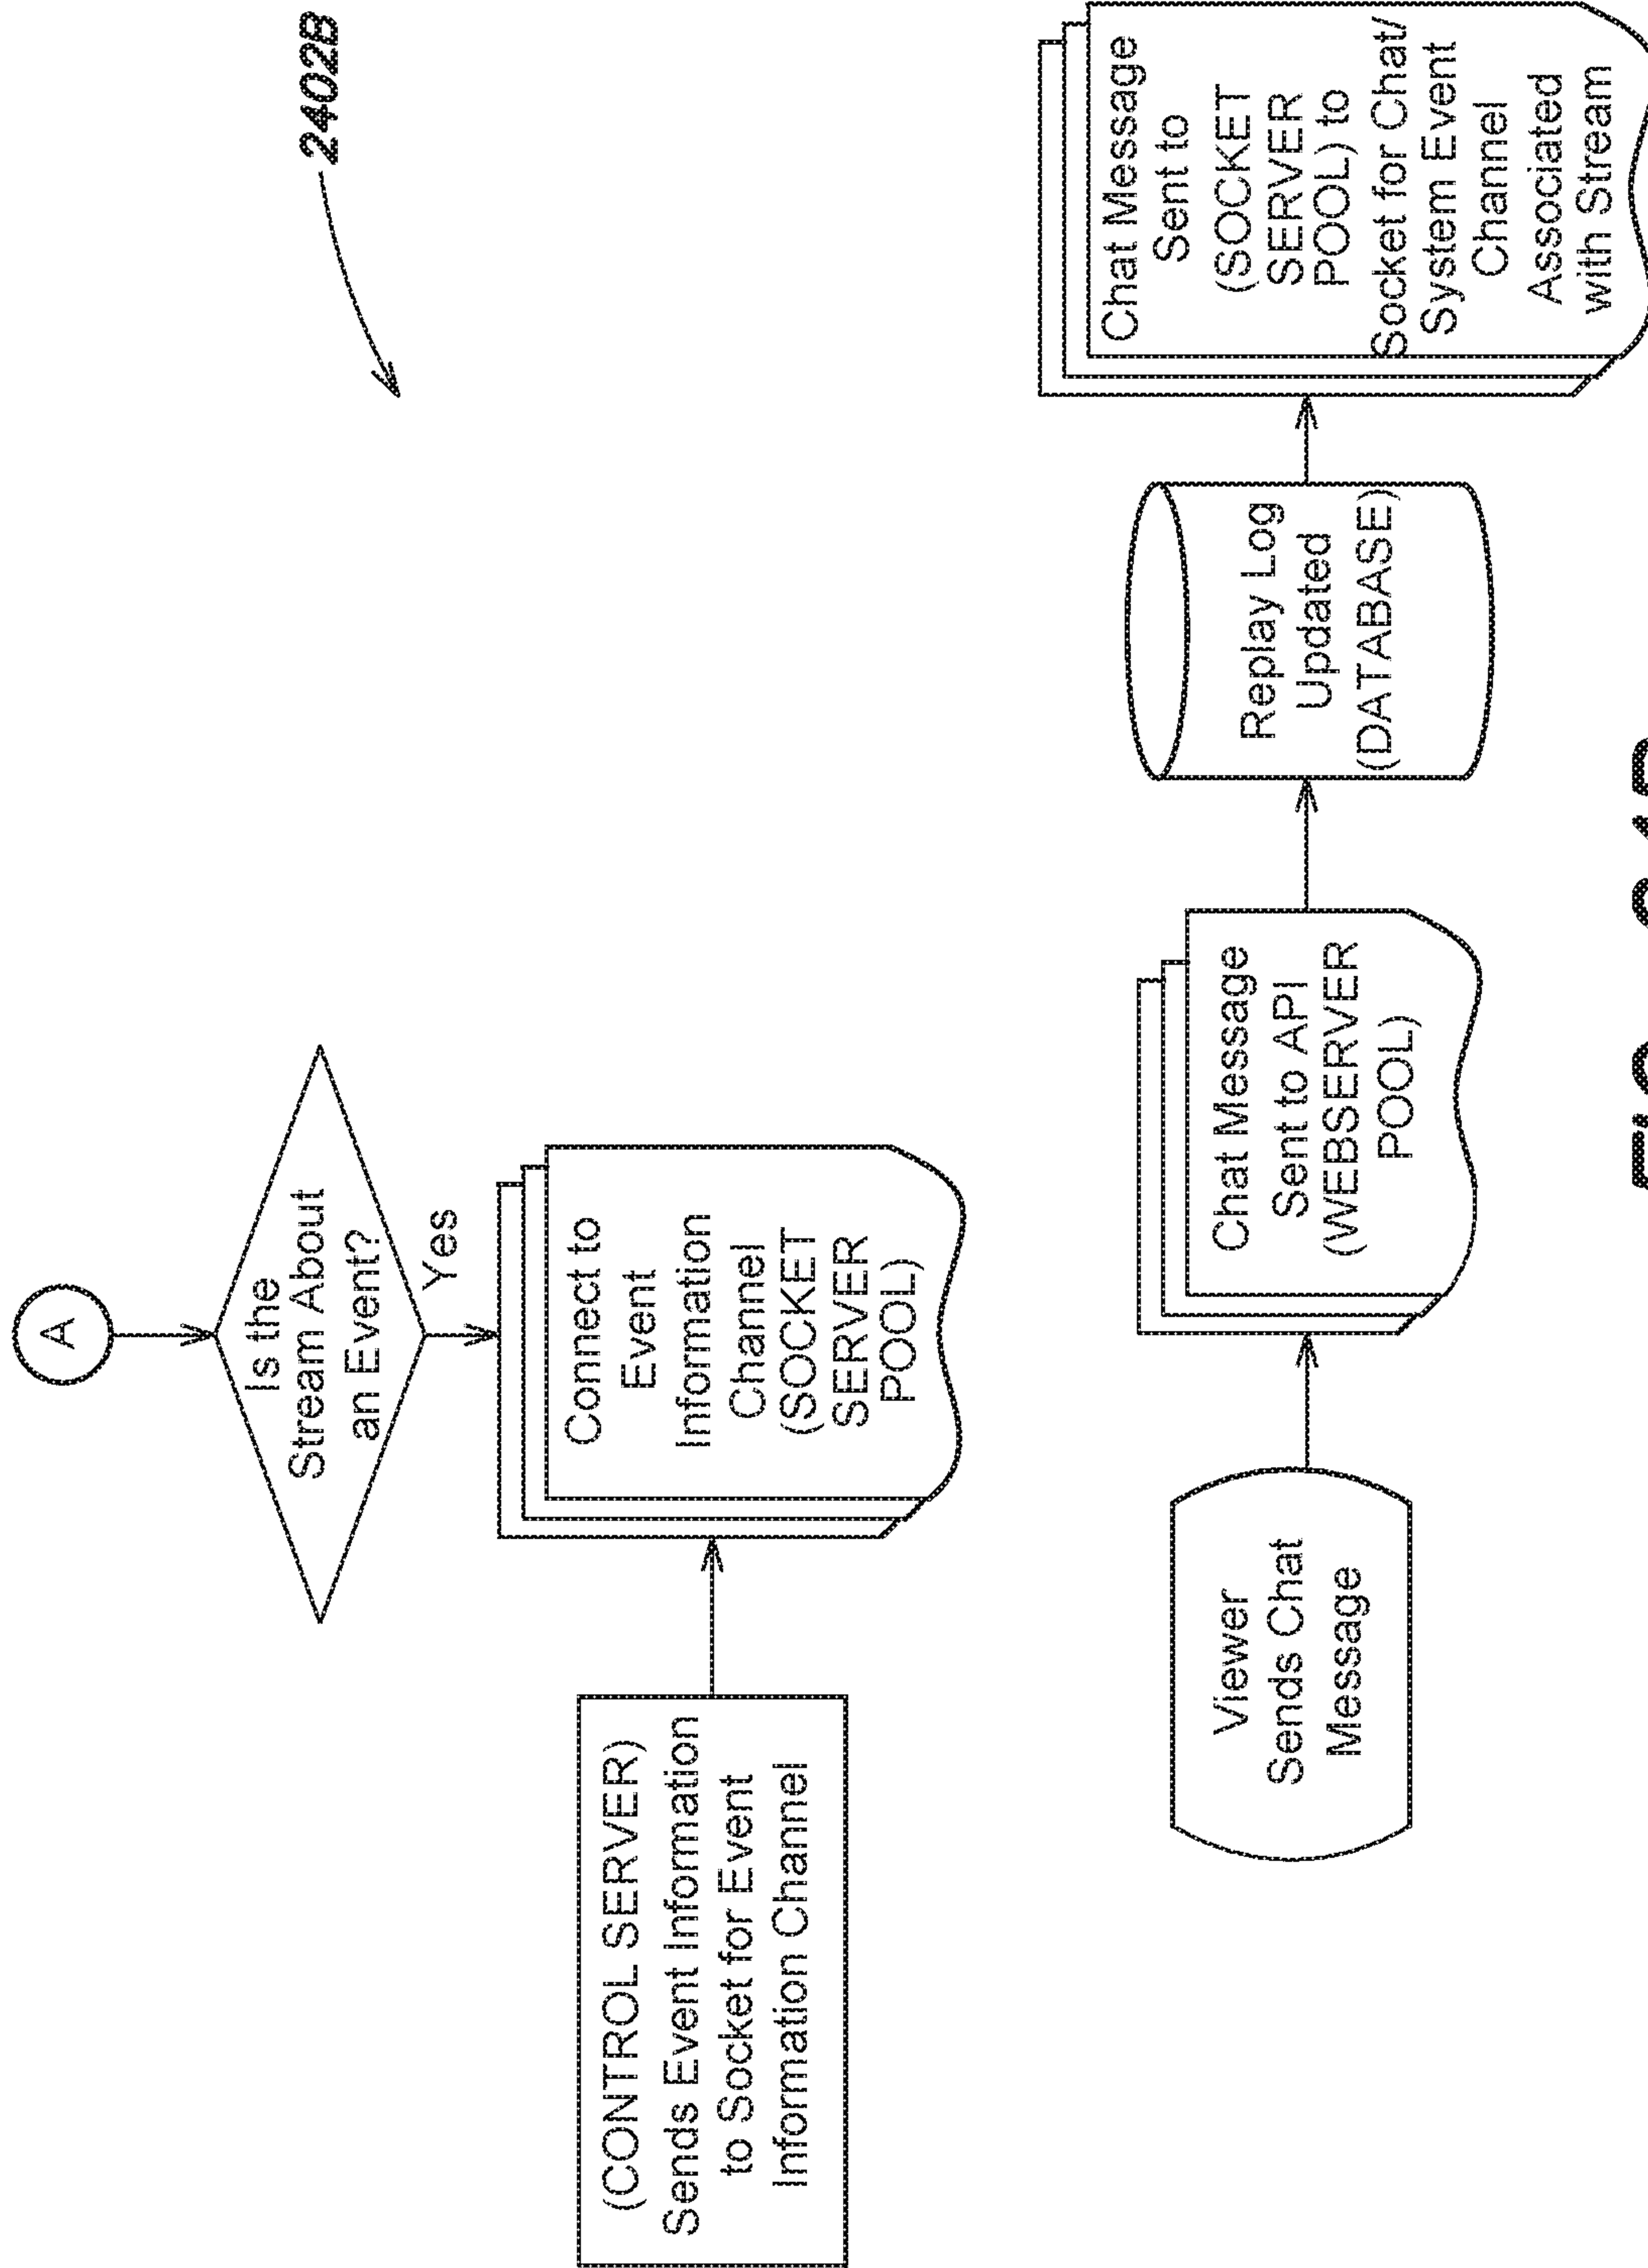 2402B
A
Is the
Stream About
an Event?
Yes
(CONTROL SERVER)
Sends Event Information
to Socket for Event
Information Channel
Connect to
Event
Information
Channel
(SOCKET
SERVER
POOL)
Viewer
Sends Chat
Message
Chat Message
Sent to API
(WEBSERVER
POOL)
Replay Log
Updated
(DATABASE)
Chat Message
Sent to
(SOCKET
SERVER
POOL) to
Socket for Chat/
System Event
Channel
Associated
with Stream